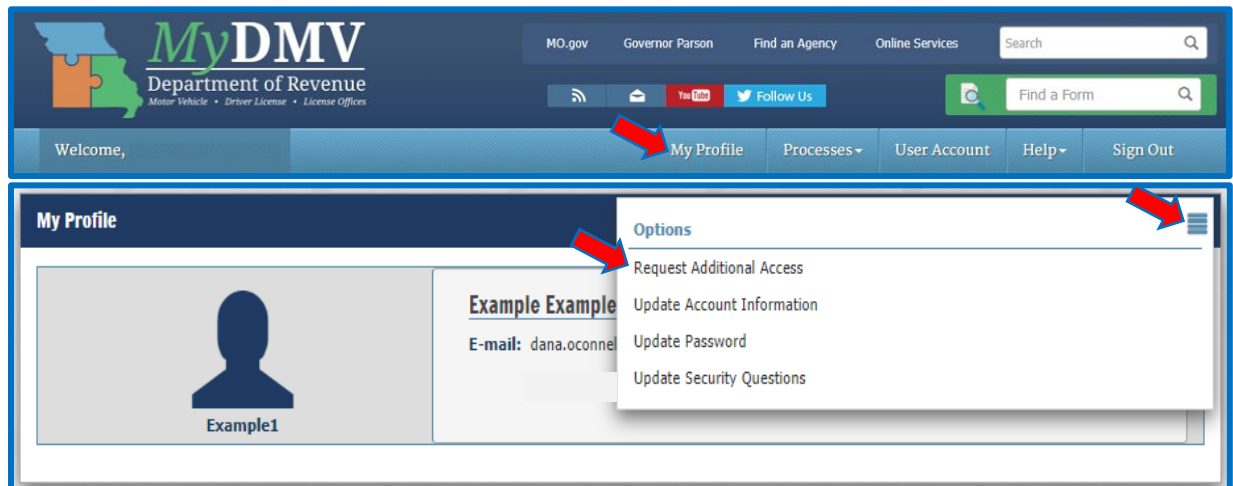 MyDMV
Department of Revenue
Motor Vehicle • Driver License • License Offices
MO.gov Governor Parson Find an Agency Online Services Search
You Tube Follow Us Find a Form
Welcome, My Profile Processes User Account Help Sign Out
My Profile
Options
Request Additional Access
Example Example Update Account Information
E-mail: dana.oconnel Update Password
Update Security Questions
Example1